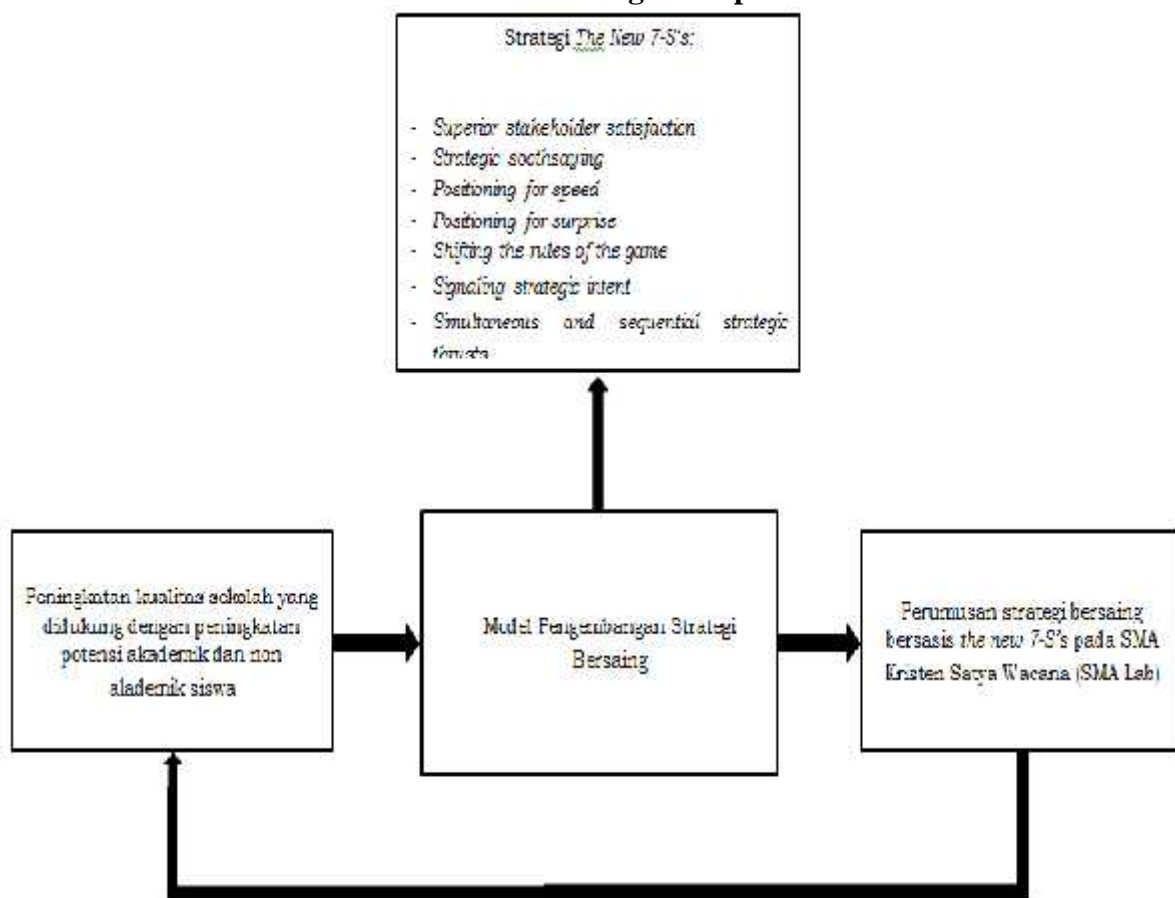 Strategi The New 7-S's:
- Superior stakeholder satisfaction
- Strategic soothsaying
- Positioning for speed
- Positioning for surprise
- Shifting the rules of the game
- Signaling strategic intent
- Simultaneous and sequential strategic
Peningkatan kualitas sekolah yang
didukung dengan peningkatan
potensi akademik dan non
akademik siswa
Model Pengembangan Strategi
Bersaing
Perumusan strategi bersaing
bersasis the new 7-S's pada SMA
Kristen Satya Wacana (SMA Lab)